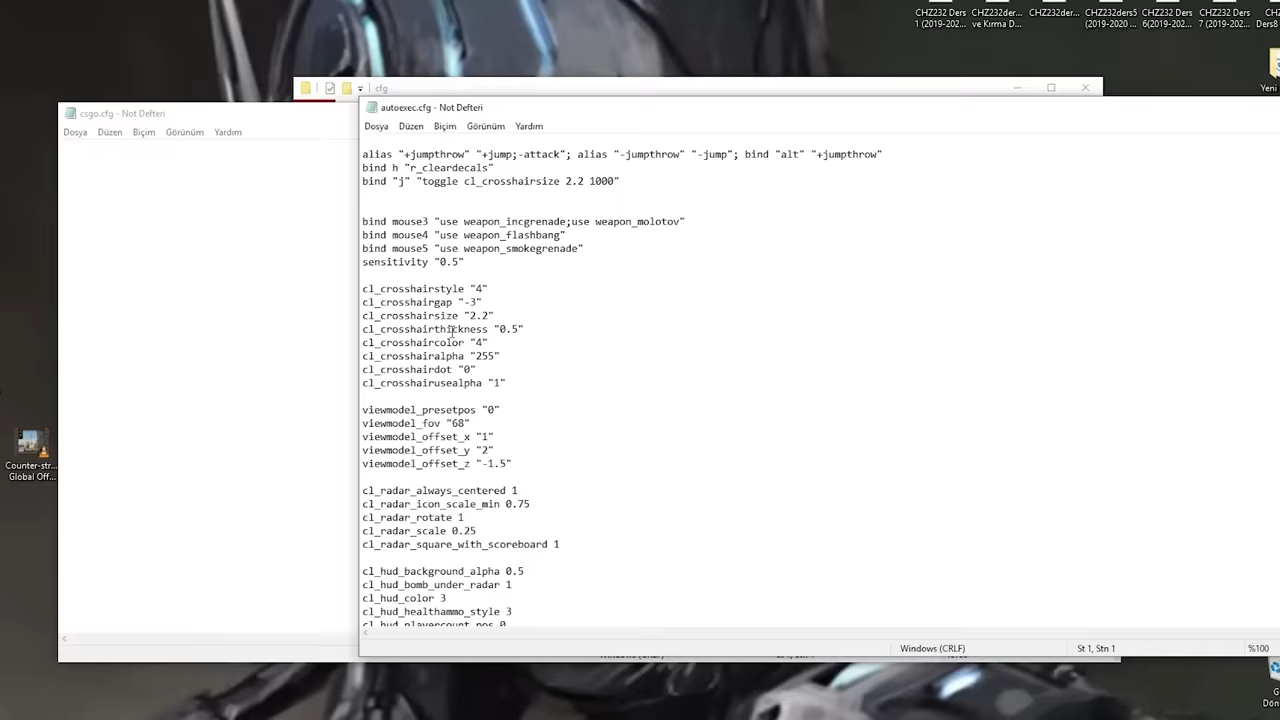 CHZ232 Ders
1 (2019-202...
CHZ232der...
ve Kırma D...
CHZ232der...
CHZ232ders5
(2019-2020 ...
CHZ232 Ders
6(2019-202...
CHZ232 Ders
7 (2019-202...
CHZ
Ders8
Yeni
cfg
csgo.cfg - Not Defteri
Dosya Düzen Biçim Görünüm Yardım
autoexec.cfg - Not Defteri
Dosya Düzen Biçim Görünüm Yardım
alias "+jumpthrow" "+jump;-attack"; alias "-jumpthrow" "-jump"; bind "alt" "+jumpthrow"
bind h "r_cleardecals"
bind "j" "toggle cl_crosshairsize 2.2 1000"
bind mouse3 "use weapon_incgrenade;use weapon_molotov"
bind mouse4 "use weapon_flashbang"
bind mouse5 "use weapon_smokegrenade"
sensitivity "0.5"
cl_crosshairstyle "4"
cl_crosshairgap "-3"
cl_crosshairsize "2.2"
cl_crosshairthickness "0.5"
cl_crosshaircolor "4"
cl_crosshairalpha "255"
cl_crosshairdot "0"
cl_crosshairusealpha "1"
viewmodel_presetpos "0"
viewmodel_fov "68"
viewmodel_offset_x "1"
viewmodel_offset_y "2"
viewmodel_offset_z "-1.5"
cl_radar_always_centered 1
cl_radar_icon_scale_min 0.75
cl_radar_rotate 1
cl_radar_scale 0.25
cl_radar_square_with_scoreboard 1
cl_hud_background_alpha 0.5
cl_hud_bomb_under_radar 1
cl_hud_color 3
cl_hud_healthammo_style 3
cl_hud_playercount_pos 0
Windows (CRLF) St 1, Stn 1 %100
Counter-str...
Global Off...
G
Dön